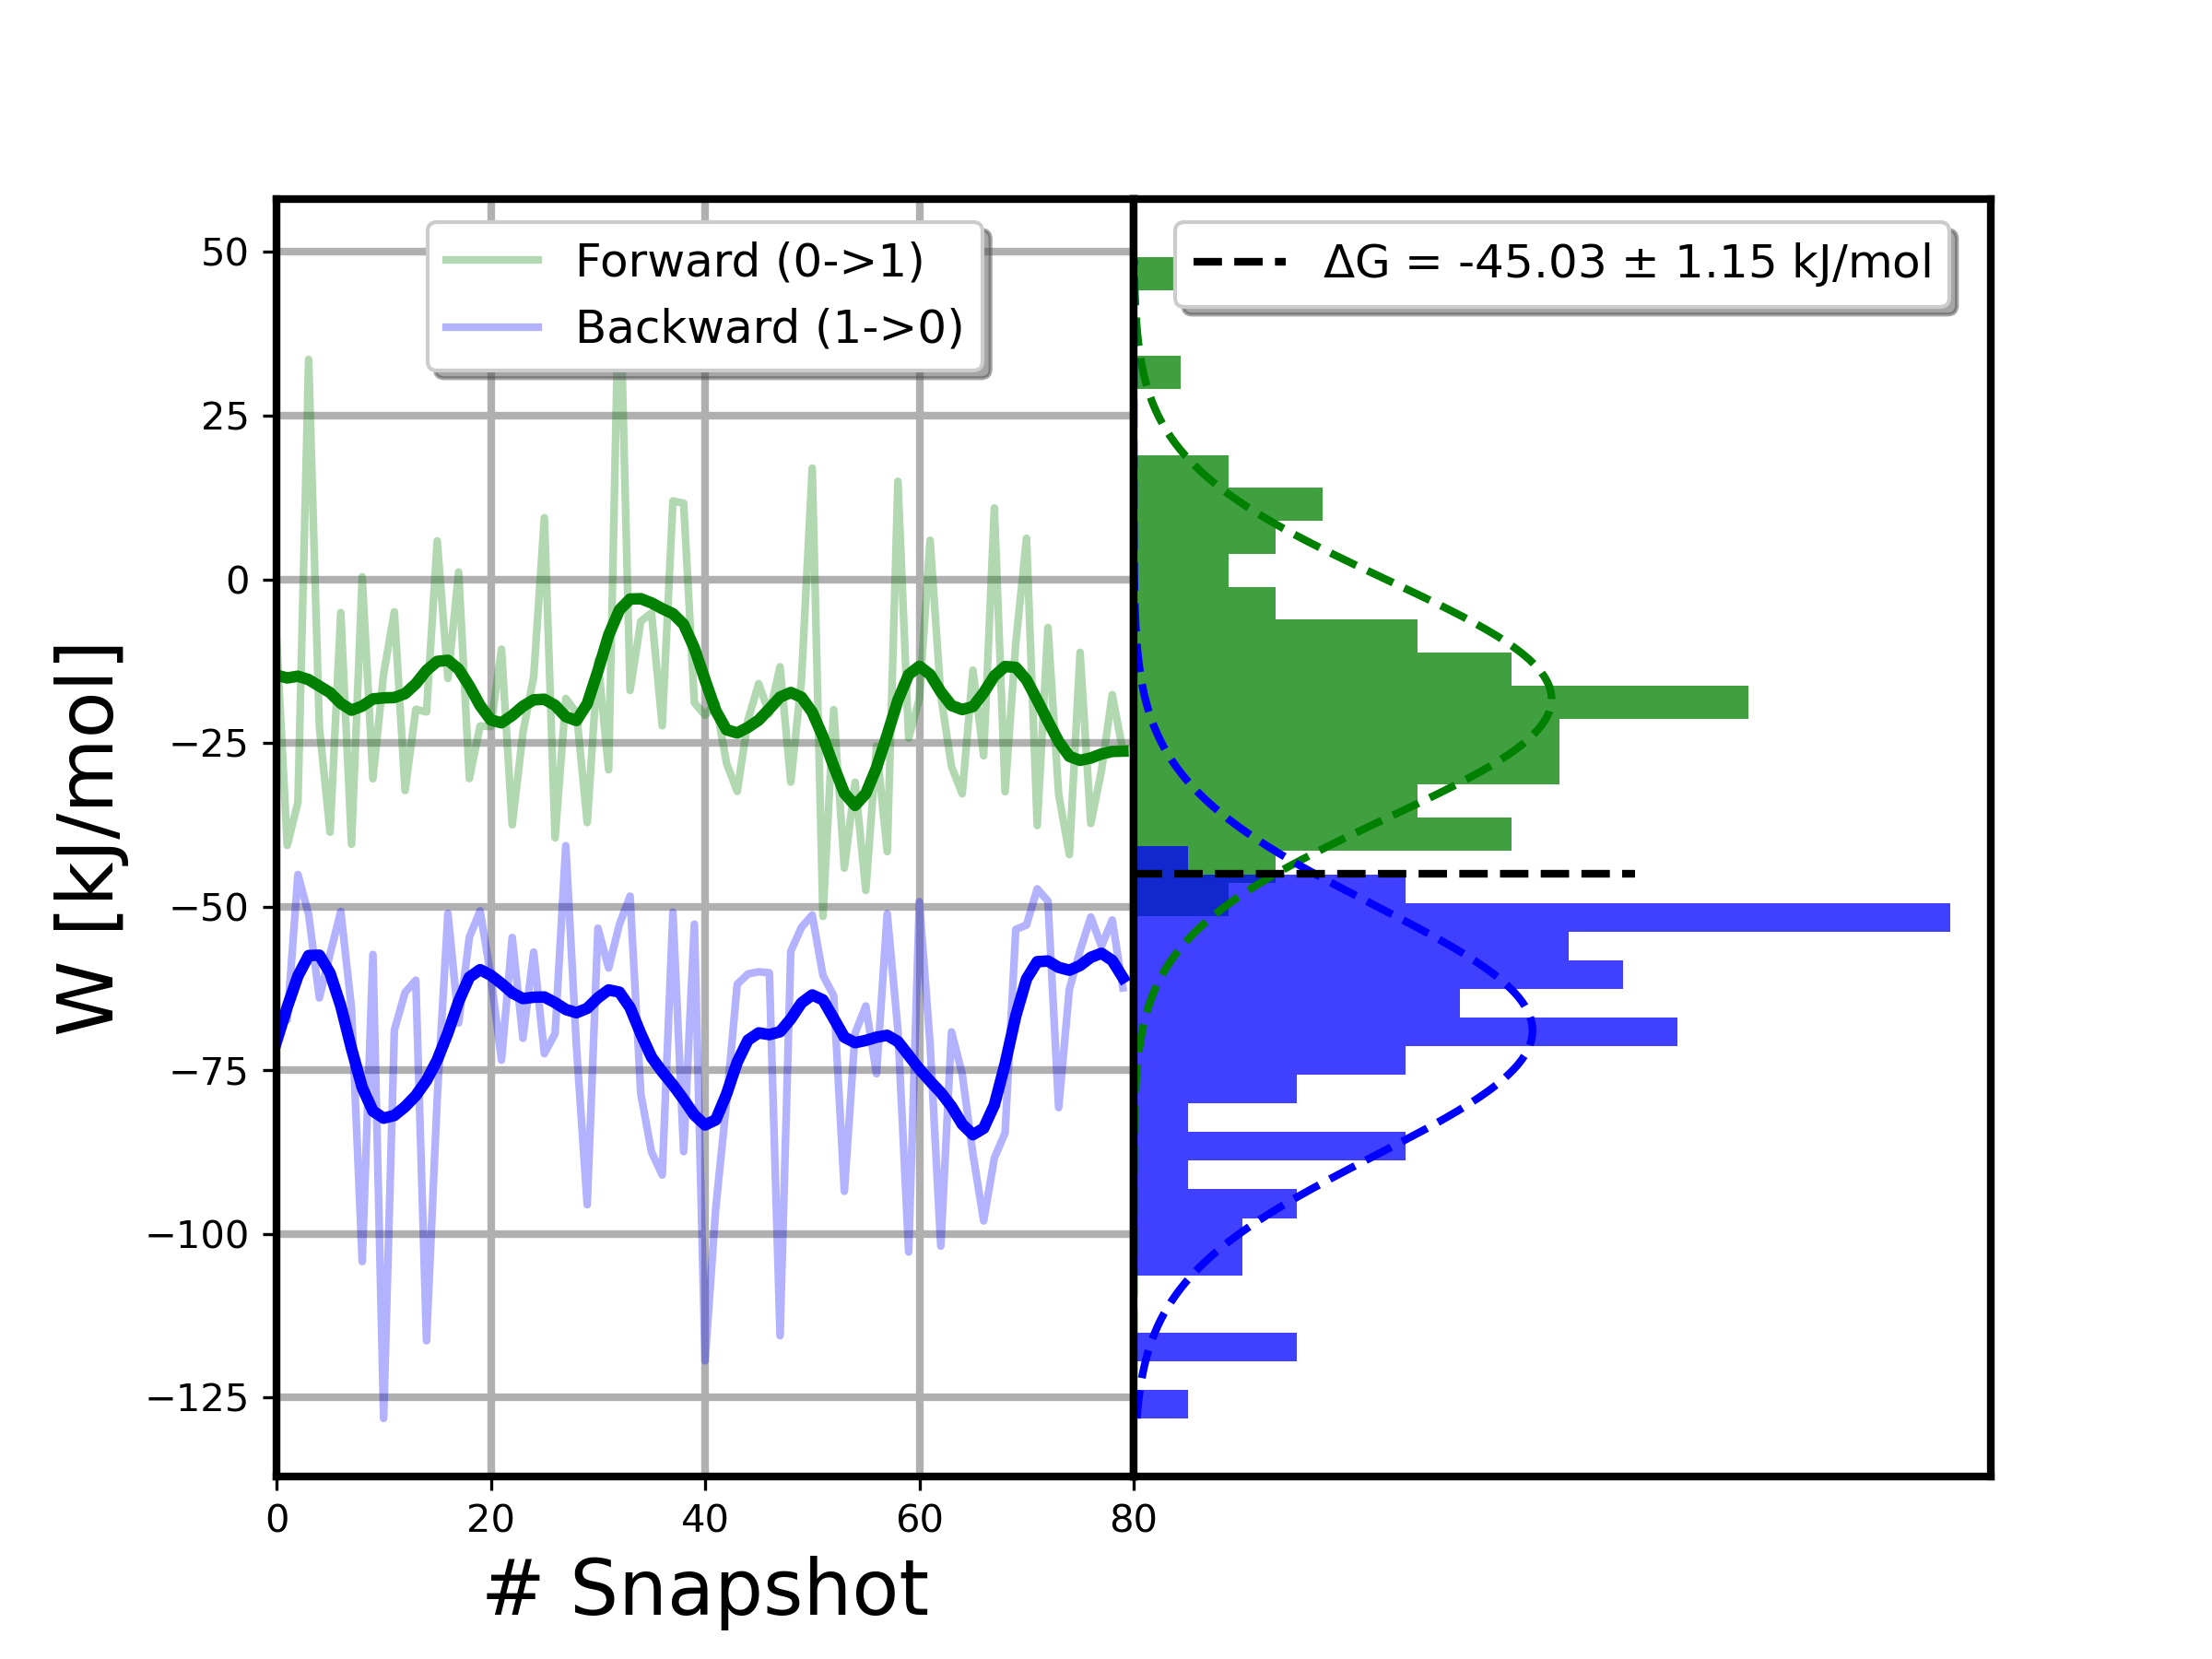 Forward (0->1)
Backward (1->0)
ΔG = -45.03 ± 1.15 kJ/mol
W [kJ/mol]
50
25
0
−25
−50
−75
−100
−125
0 20 40 60 80
# Snapshot